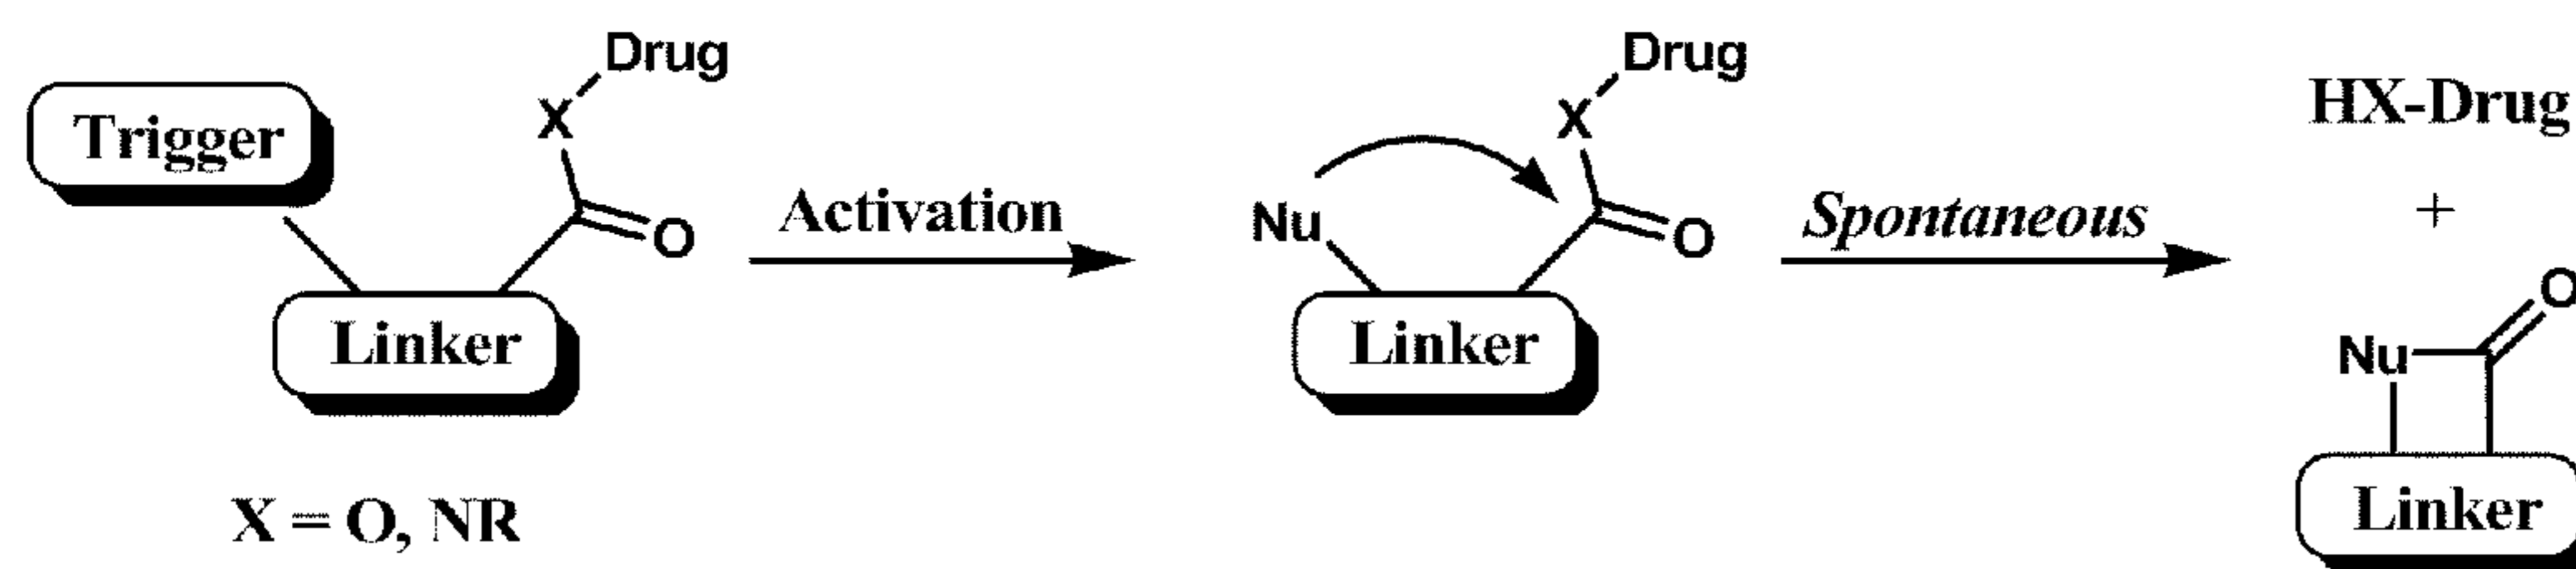 Drug
X
Trigger
O
Linker
X = O, NR
Activation
Drug
X
Nu
O
Linker
Spontaneous
HX-Drug
+
O
Nu
Linker